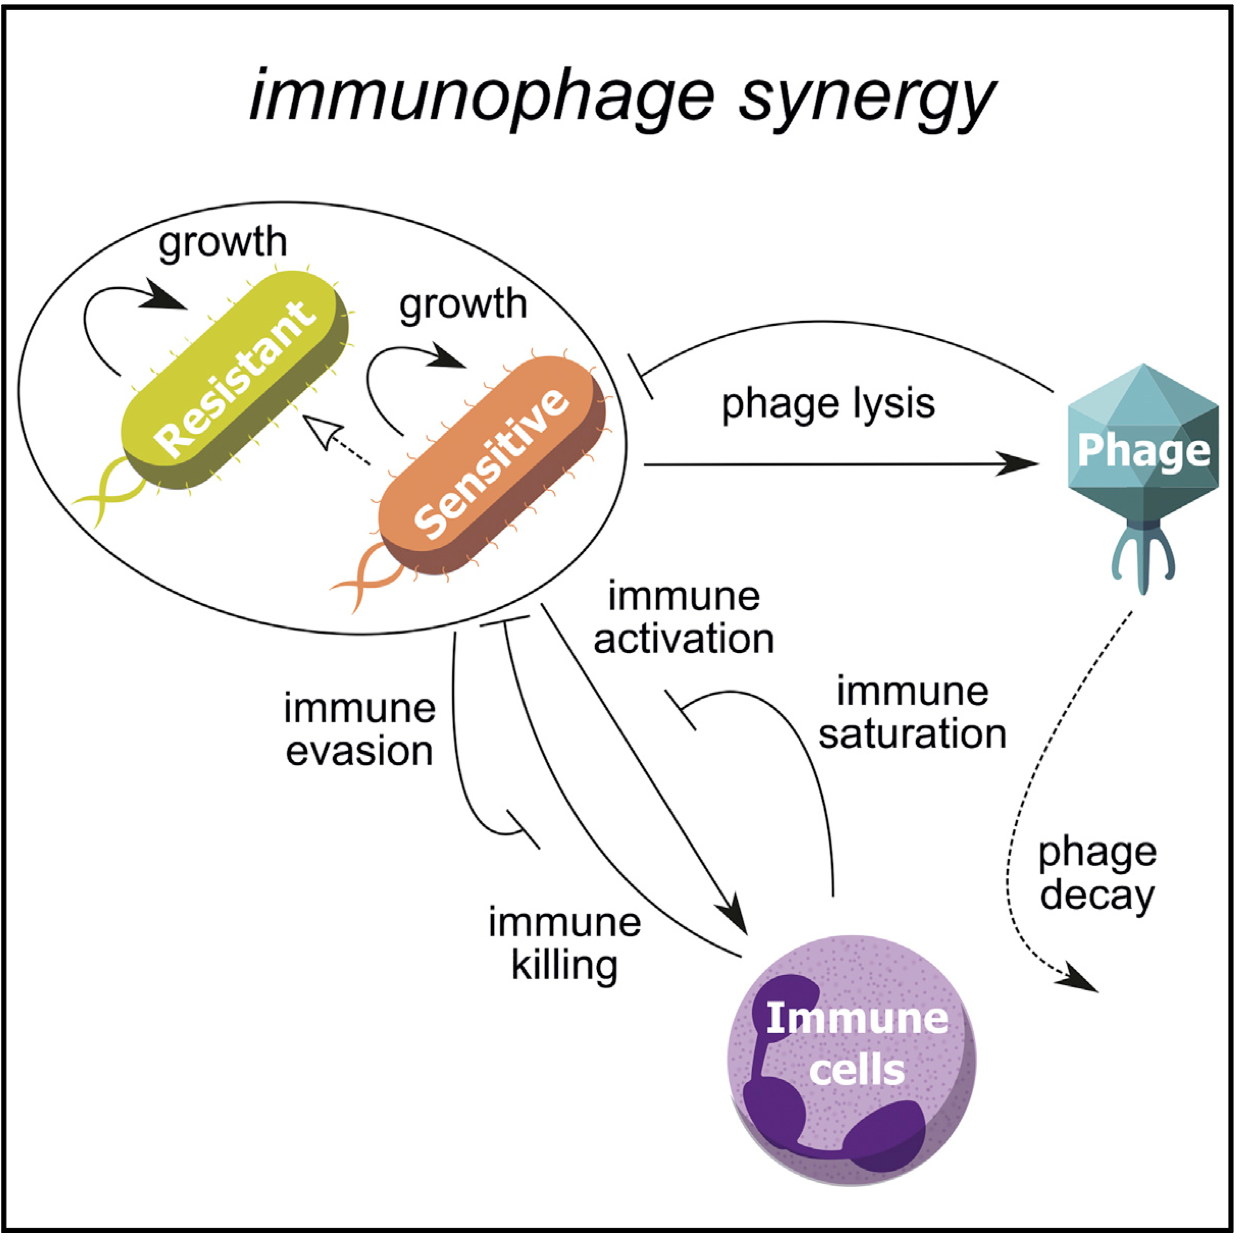 immunophage synergy
growth
growth
Resistant
Sensitive
phage lysis
Phage
immune
activation
immune
saturation
immune
evasion
phage
decay
immune
killing
Immune
cells